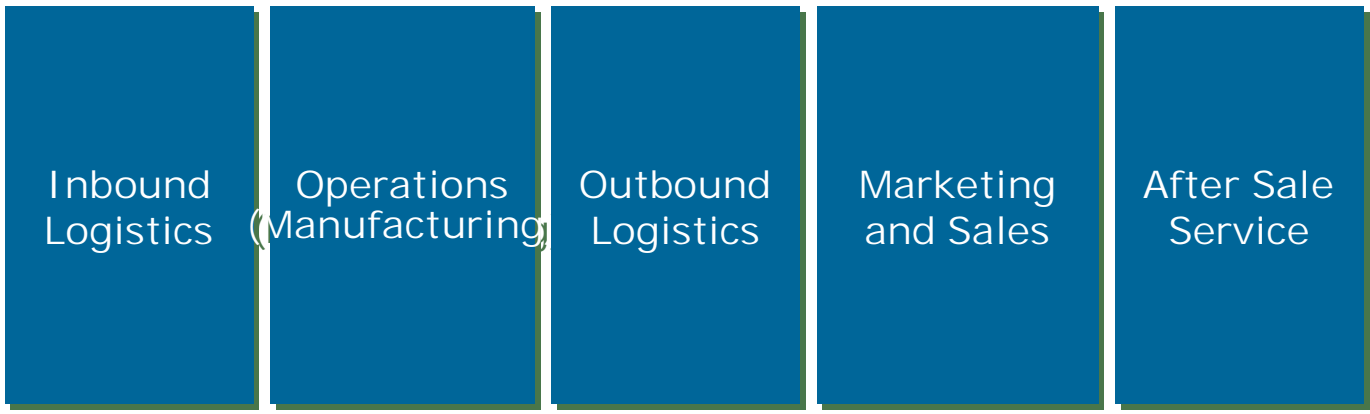 Inbound
Logistics
Operations
(Manufacturing)
Outbound
Logistics
Marketing
and Sales
After Sale
Service